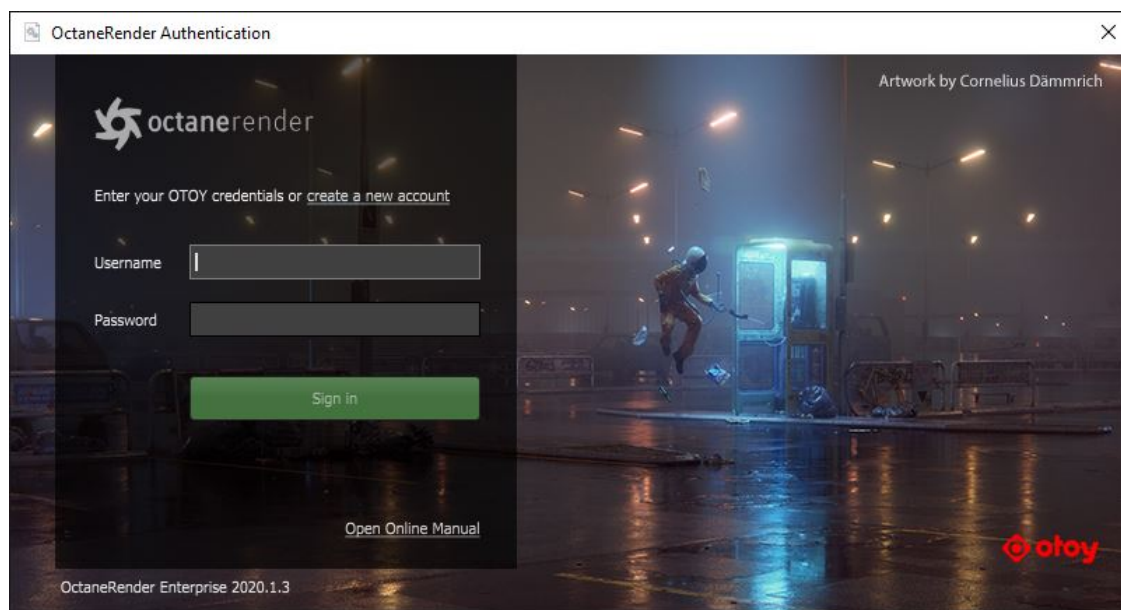 OctaneRender Authentication
Artwork by Cornelius Dämmrich
octanerender
Enter your OTOY credentials or create a new account
Username
Password
Sign in
Open Online Manual
otoy
OctaneRender Enterprise 2020.1.3